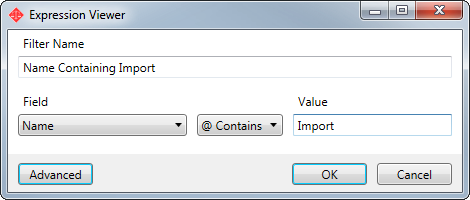 Expression Viewer
Filter Name
Name Containing Import
Field Value
Name @ Contains Import
Advanced OK Cancel